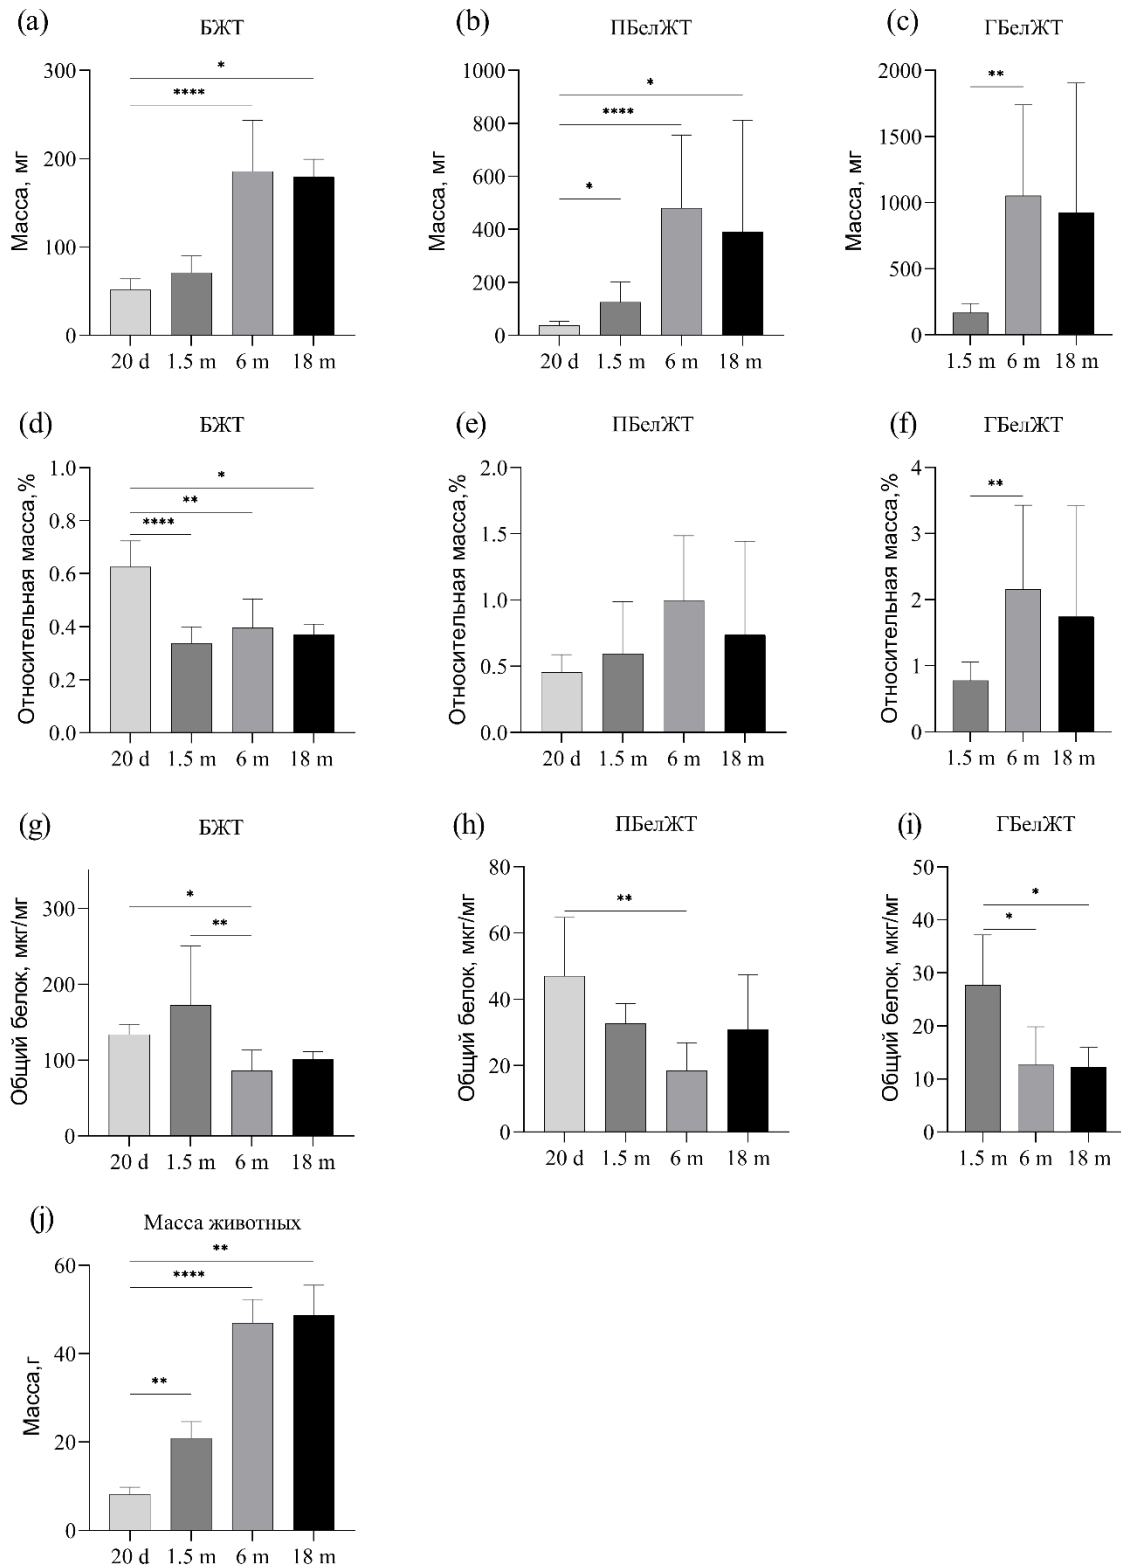 (a)
БЖТ
Масса, мг
300
200
100
0
*
****
20 d 1.5 m 6 m 18 m
(b)
ПБелЖТ
Масса, мг
1000
800
600
400
200
0
*
****
*
20 d 1.5 m 6 m 18 m
(c)
ГБелЖТ
Масса, мг
2000
1500
1000
500
0
**
1.5 m 6 m 18 m
(d)
БЖТ
Относительная масса,%
1.0
0.8
0.6
0.4
0.2
0.0
*
**
****
20 d 1.5 m 6 m 18 m
(e)
ПБелЖТ
Относительная масса,%
2.0
1.5
1.0
0.5
0.0
20 d 1.5 m 6 m 18 m
(f)
ГБелЖТ
Относительная масса,%
4
3
2
1
0
**
1.5 m 6 m 18 m
(g)
БЖТ
Общий белок, мкг/мг
300
200
100
0
*
**
20 d 1.5 m 6 m 18 m
(h)
ПБелЖТ
Общий белок, мкг/мг
80
60
40
20
0
**
20 d 1.5 m 6 m 18 m
(i)
ГБелЖТ
Общий белок, мкг/мг
50
40
30
20
10
0
*
*
1.5 m 6 m 18 m
(j)
Масса животных
Масса,г
60
40
20
0
**
****
**
20 d 1.5 m 6 m 18 m